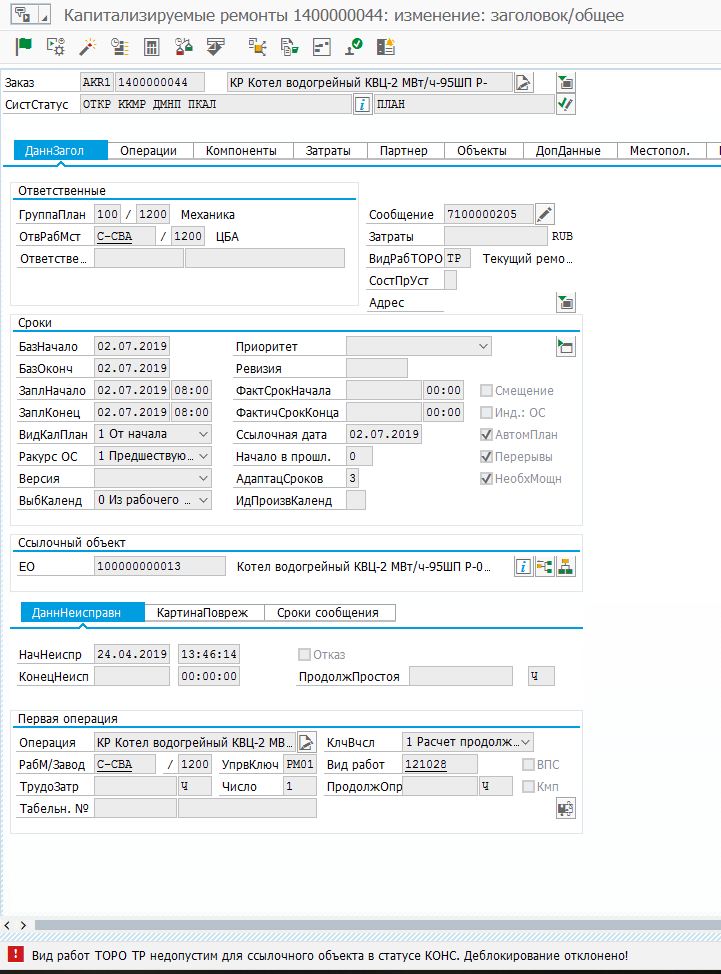 Капитализируемые ремонты 1400000044: изменение: заголовок/общее
Заказ AKR1 1400000044 КР Котел водогрейный КВЦ-2 МВт/ч-95ШП Р-
СистСтатус ОТКР ККМР ДМНП ПКАЛ ПЛАН
ДаннЗагол Операции Компоненты Затраты Партнер Объекты ДопДанные Местопол.
Ответственные
ГруппаПлан 100 / 1200 Механика
ОтвРабМст С-СВА / 1200 ЦБА
Ответстве…
Сообщение 7100000205
Затраты RUB
ВидРабТОРО ТР Текущий ремо…
СостПрУст
Адрес
Сроки
БазНачало 02.07.2019 Приоритет
БазОконч 02.07.2019 Ревизия
ЗаплНачало 02.07.2019 08:00 ФактСрокНачала 00:00 Смещение
ЗаплКонец 02.07.2019 08:00 ФактичСрокКонца 00:00 Инд.: ОС
ВидКалПлан 1 От начала Ссылочная дата 02.07.2019 АвтомПлан
Ракурс ОС 1 Предшествую… Начало в прошл. 0 Перерывы
Версия АдаптацСроков 3 НеобхМощн
ВыбКаленд 0 Из рабочего … ИдПроизвКаленд
Ссылочный объект
ЕО 100000000013 Котел водогрейный КВЦ-2 МВт/ч-95ШП Р-0…
ДаннНеисправн КартинаПовреж Сроки сообщения
НачНеиспр 24.04.2019 13:46:14 Отказ
КонецНеисп 00:00:00 ПродолжПростоя Ч
Первая операция
Операция КР Котел водогрейный КВЦ-2 МВ… КлчВчсл 1 Расчет продолж…
РабМ/Завод С-СВА / 1200 УпрвКлюч PM01 Вид работ 121028 ВПС
ТрудоЗатр Ч Число 1 ПродолжОпр Ч Кмп
Табельн. №
Вид работ ТОРО ТР недопустим для ссылочного объекта в статусе КОНС. Деблокирование отклонено!